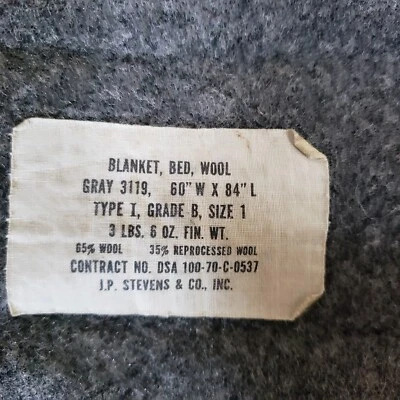 BLANKET, BED, WOOL
GRAY 3119, 60" W X 84" L
TYPE I, GRADE B, SIZE 1
3 LBS. 6 OZ. FIN. WT.
65% WOOL 35% REPROCESSED WOOL
CONTRACT NO. DSA 100-70-C-0537
J.P. STEVENS & CO., INC.